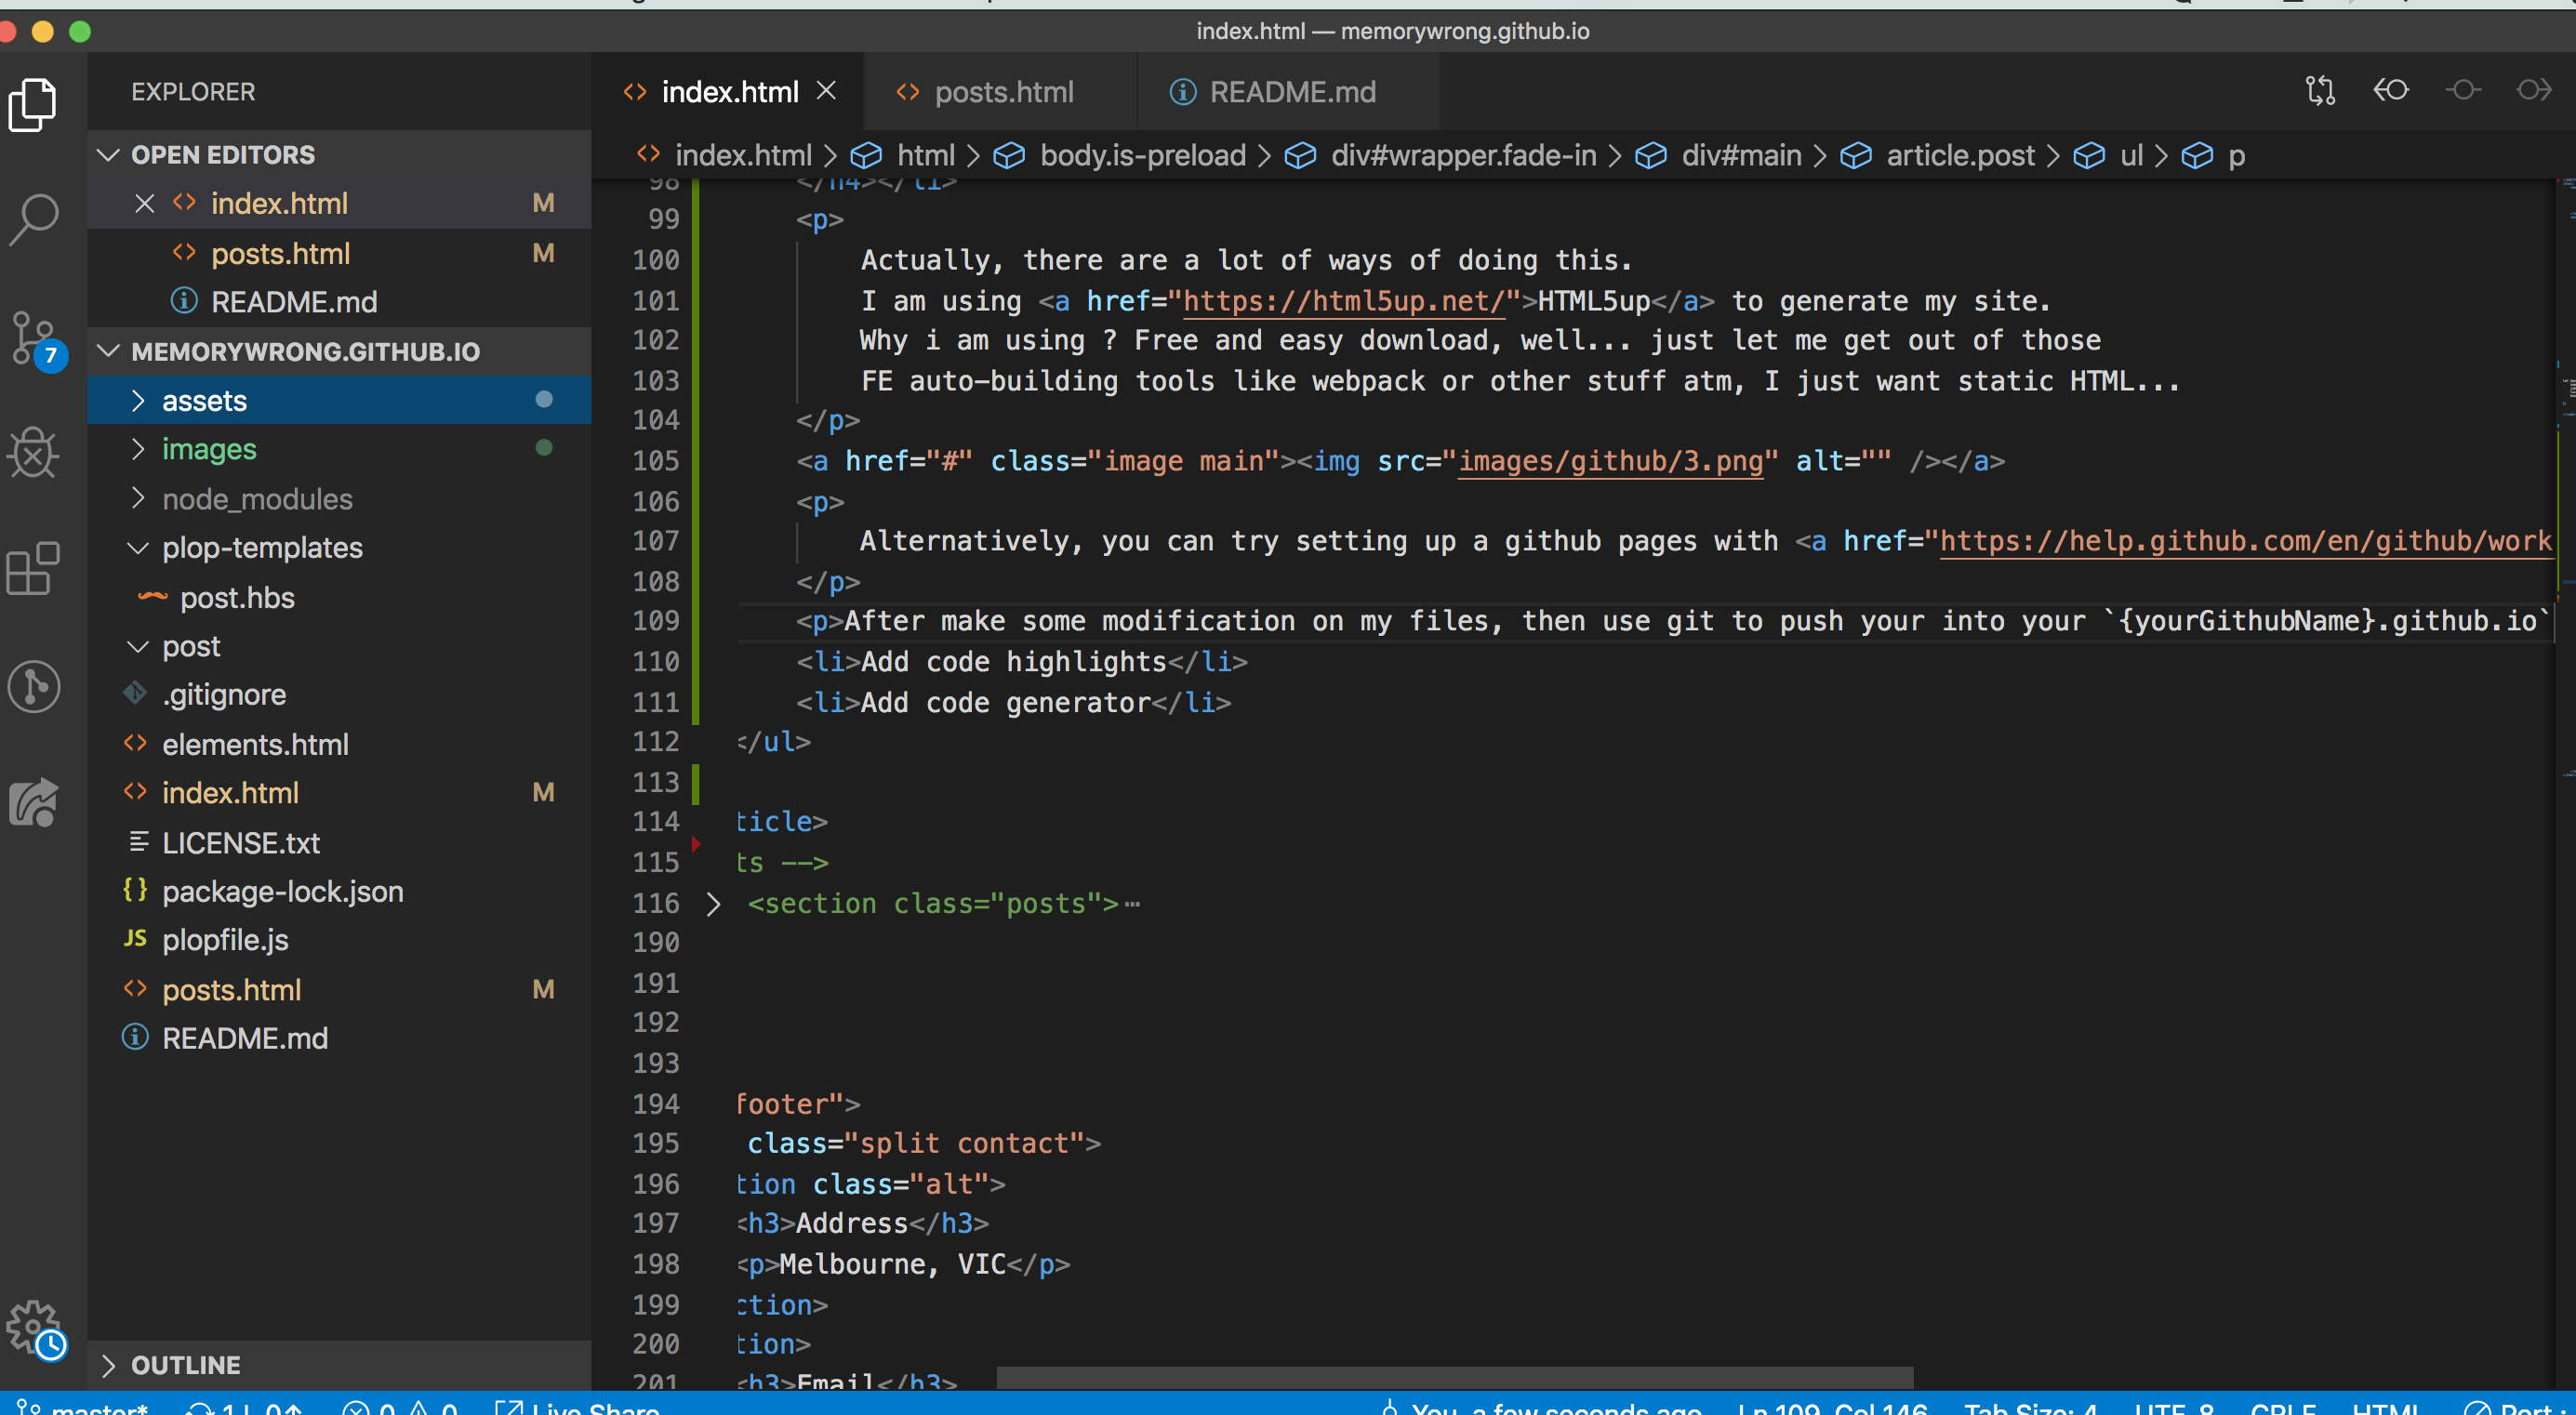 index.html — memorywrong.github.io
EXPLORER
OPEN EDITORS
index.html M
posts.html M
README.md
MEMORYWRONG.GITHUB.IO
assets
images
node_modules
plop-templates
post.hbs
post
.gitignore
elements.html
index.html M
LICENSE.txt
package-lock.json
JS plopfile.js
posts.html M
README.md
OUTLINE
7
index.html posts.html README.md
index.html > html > body.is-preload > div#wrapper.fade-in > div#main > article.post > ul > p
98 </h4></li>
99 <p>
100 Actually, there are a lot of ways of doing this.
101 I am using <a href="https://html5up.net/">HTML5up</a> to generate my site.
102 Why i am using ? Free and easy download, well... just let me get out of those
103 FE auto-building tools like webpack or other stuff atm, I just want static HTML...
104 </p>
105 <a href="#" class="image main"><img src="images/github/3.png" alt="" /></a>
106 <p>
107 Alternatively, you can try setting up a github pages with <a href="https://help.github.com/en/github/work
108 </p>
109 <p>After make some modification on my files, then use git to push your into your `{yourGithubName}.github.io`
110 <li>Add code highlights</li>
111 <li>Add code generator</li>
112 </ul>
113
114 ticle>
115 ts -->
116 <section class="posts">…
190
191
192
193
194 footer">
195 class="split contact">
196 tion class="alt">
197 <h3>Address</h3>
198 <p>Melbourne, VIC</p>
199 ction>
200 tion>
201 <h3>Email</h3>
master* 1↓ 0↑ 0 0 Live Share You, a few seconds ago Ln 109, Col 146 Tab Size: 4 UTF-8 CRLF HTML Port :